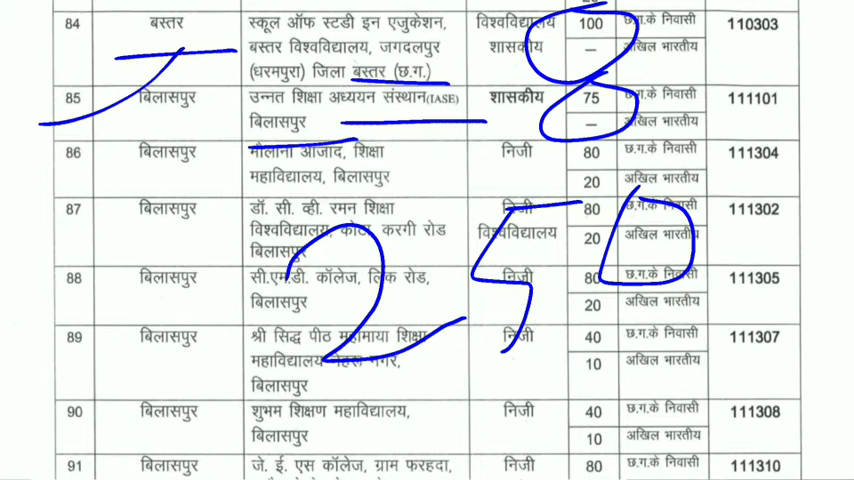 84 बस्तर स्कूल ऑफ स्टडी इन एजुकेशन, विश्वविद्यालय 100 छ.ग.के निवासी 110303
बस्तर विश्वविद्यालय, जगदलपुर शासकीय — अखिल भारतीय
(धरमपुरा) जिला बस्तर (छ.ग.)
85 बिलासपुर उन्नत शिक्षा अध्ययन संस्थान(IASE) शासकीय 75 छ.ग.के निवासी 111101
बिलासपुर — अखिल भारतीय
86 बिलासपुर मौलाना आजाद, शिक्षा निजी 80 छ.ग.के निवासी 111304
महाविद्यालय, बिलासपुर 20 अखिल भारतीय
87 बिलासपुर डॉ. सी. व्ही. रमन शिक्षा निजी 80 छ.ग.के निवासी 111302
विश्वविद्यालय, कोटा, करगी रोड विश्वविद्यालय 20 अखिल भारतीय
बिलासपुर
88 बिलासपुर सी.एम.डी. कॉलेज, लिंक रोड, निजी 80 छ.ग.के निवासी 111305
बिलासपुर 20 अखिल भारतीय
89 बिलासपुर श्री सिद्ध पीठ महामाया शिक्षा निजी 40 छ.ग.के निवासी 111307
महाविद्यालय नेहरू नगर, 10 अखिल भारतीय
बिलासपुर
90 बिलासपुर शुभम शिक्षण महाविद्यालय, निजी 40 छ.ग.के निवासी 111308
बिलासपुर 10 अखिल भारतीय
91 बिलासपुर जे. ई. एस कॉलेज, ग्राम फरहदा, निजी 80 छ.ग.के निवासी 111310
250